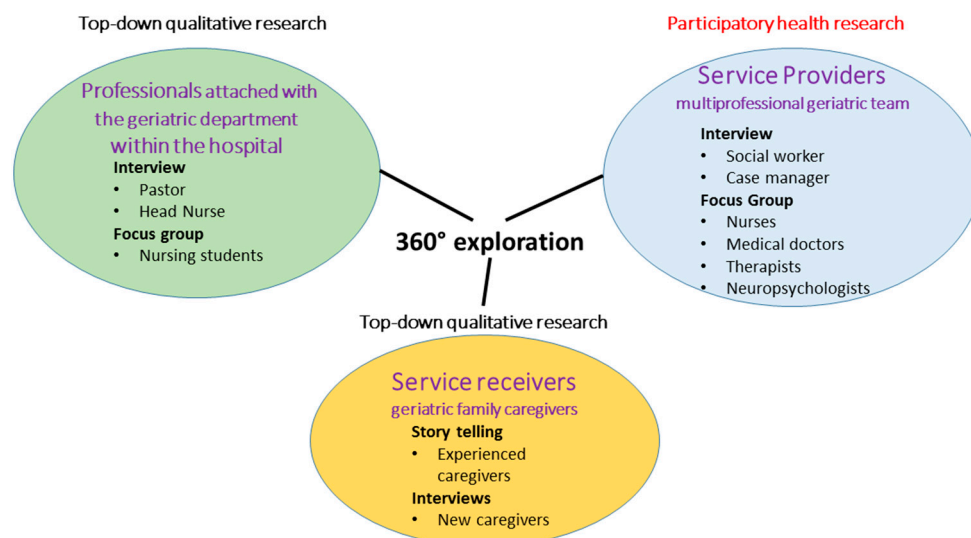 Top-down qualitative research
Professionals attached with
the geriatric department
within the hospital
Interview
• Pastor
• Head Nurse
Focus group
• Nursing students
Participatory health research
Service Providers
multiprofessional geriatric team
Interview
• Social worker
• Case manager
Focus Group
• Nurses
• Medical doctors
• Therapists
• Neuropsychologists
360° exploration
Top-down qualitative research
Service receivers
geriatric family caregivers
Story telling
• Experienced
caregivers
Interviews
• New caregivers